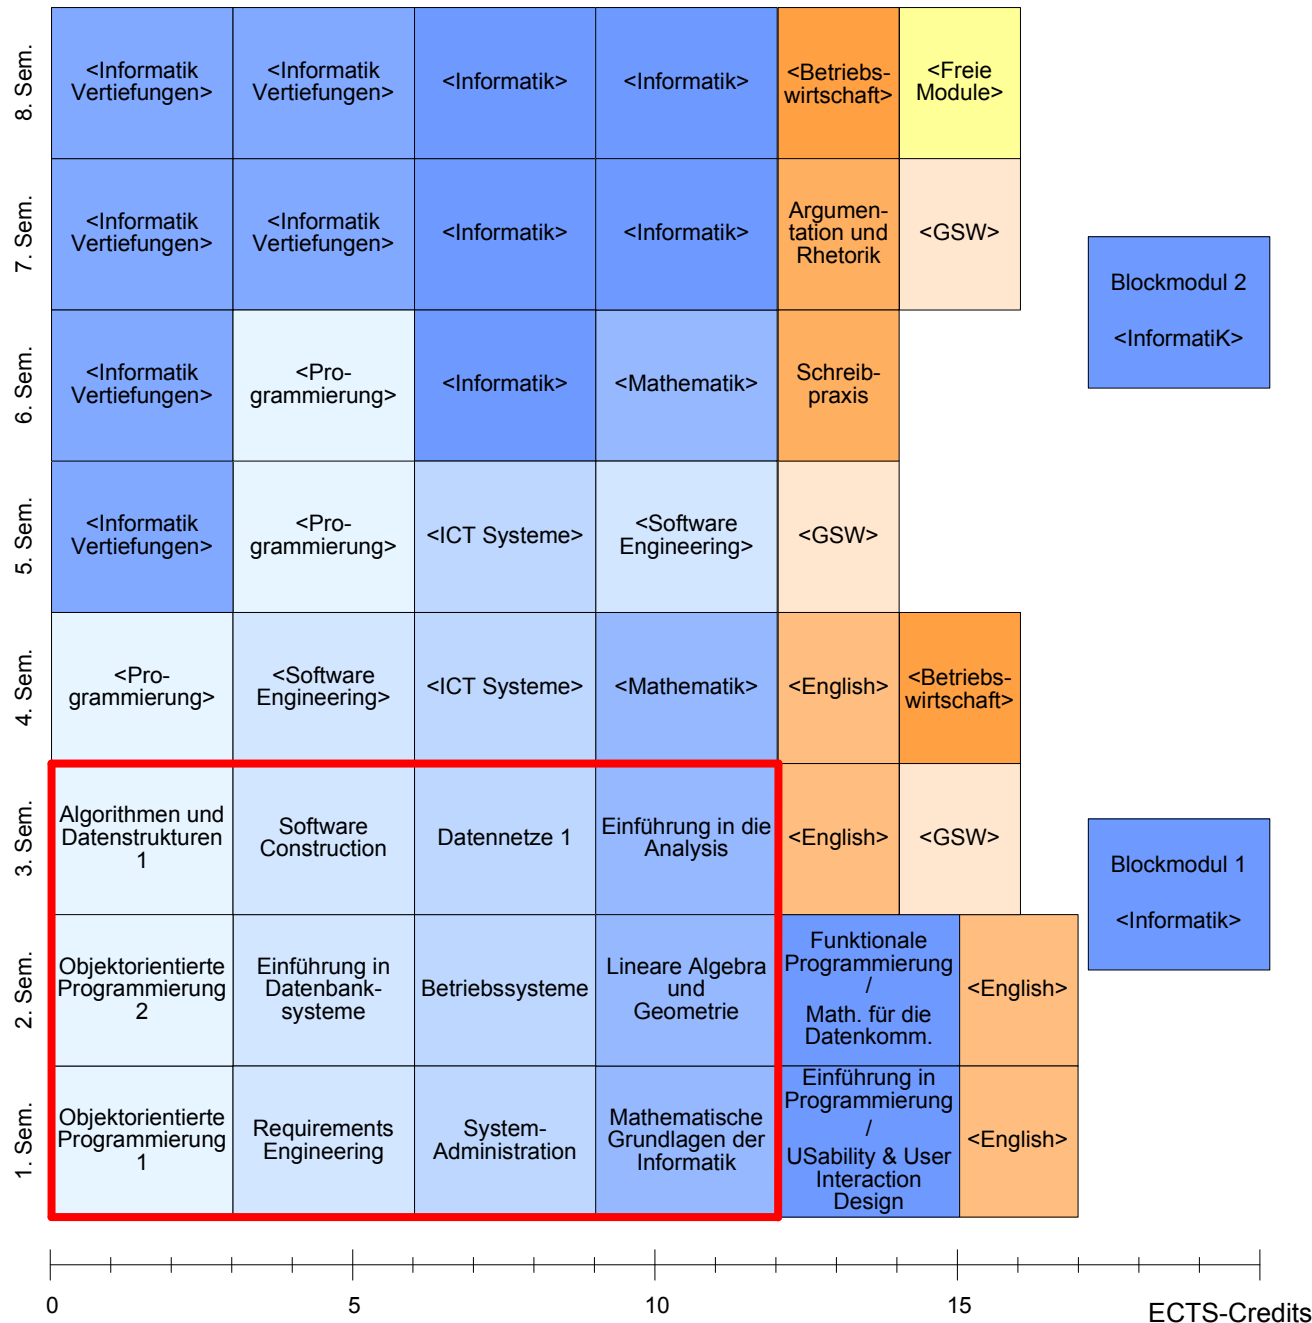 8. Sem.
<Informatik
Vertiefungen>
<Informatik
Vertiefungen>
<Informatik>
<Informatik>
<Betriebs-
wirtschaft>
<Freie
Module>
7. Sem.
<Informatik
Vertiefungen>
<Informatik
Vertiefungen>
<Informatik>
<Informatik>
Argumen-
tation und
Rhetorik
<GSW>
Blockmodul 2
<InformatiK>
6. Sem.
<Informatik
Vertiefungen>
<Pro-
grammierung>
<Informatik>
<Mathematik>
Schreib-
praxis
5. Sem.
<Informatik
Vertiefungen>
<Pro-
grammierung>
<ICT Systeme>
<Software
Engineering>
<GSW>
4. Sem.
<Pro-
grammierung>
<Software
Engineering>
<ICT Systeme>
<Mathematik>
<English>
<Betriebs-
wirtschaft>
3. Sem.
Algorithmen und
Datenstrukturen
1
Software
Construction
Datennetze 1
Einführung in die
Analysis
<English>
<GSW>
Blockmodul 1
<Informatik>
2. Sem.
Objektorientierte
Programmierung
2
Einführung in
Datenbank-
systeme
Betriebssysteme
Lineare Algebra
und
Geometrie
Funktionale
Programmierung
/
Math. für die
Datenkomm.
<English>
1. Sem.
Objektorientierte
Programmierung
1
Requirements
Engineering
System-
Administration
Mathematische
Grundlagen der
Informatik
Einführung in
Programmierung
/
USability & User
Interaction
Design
<English>
0
5
10
15
ECTS-Credits